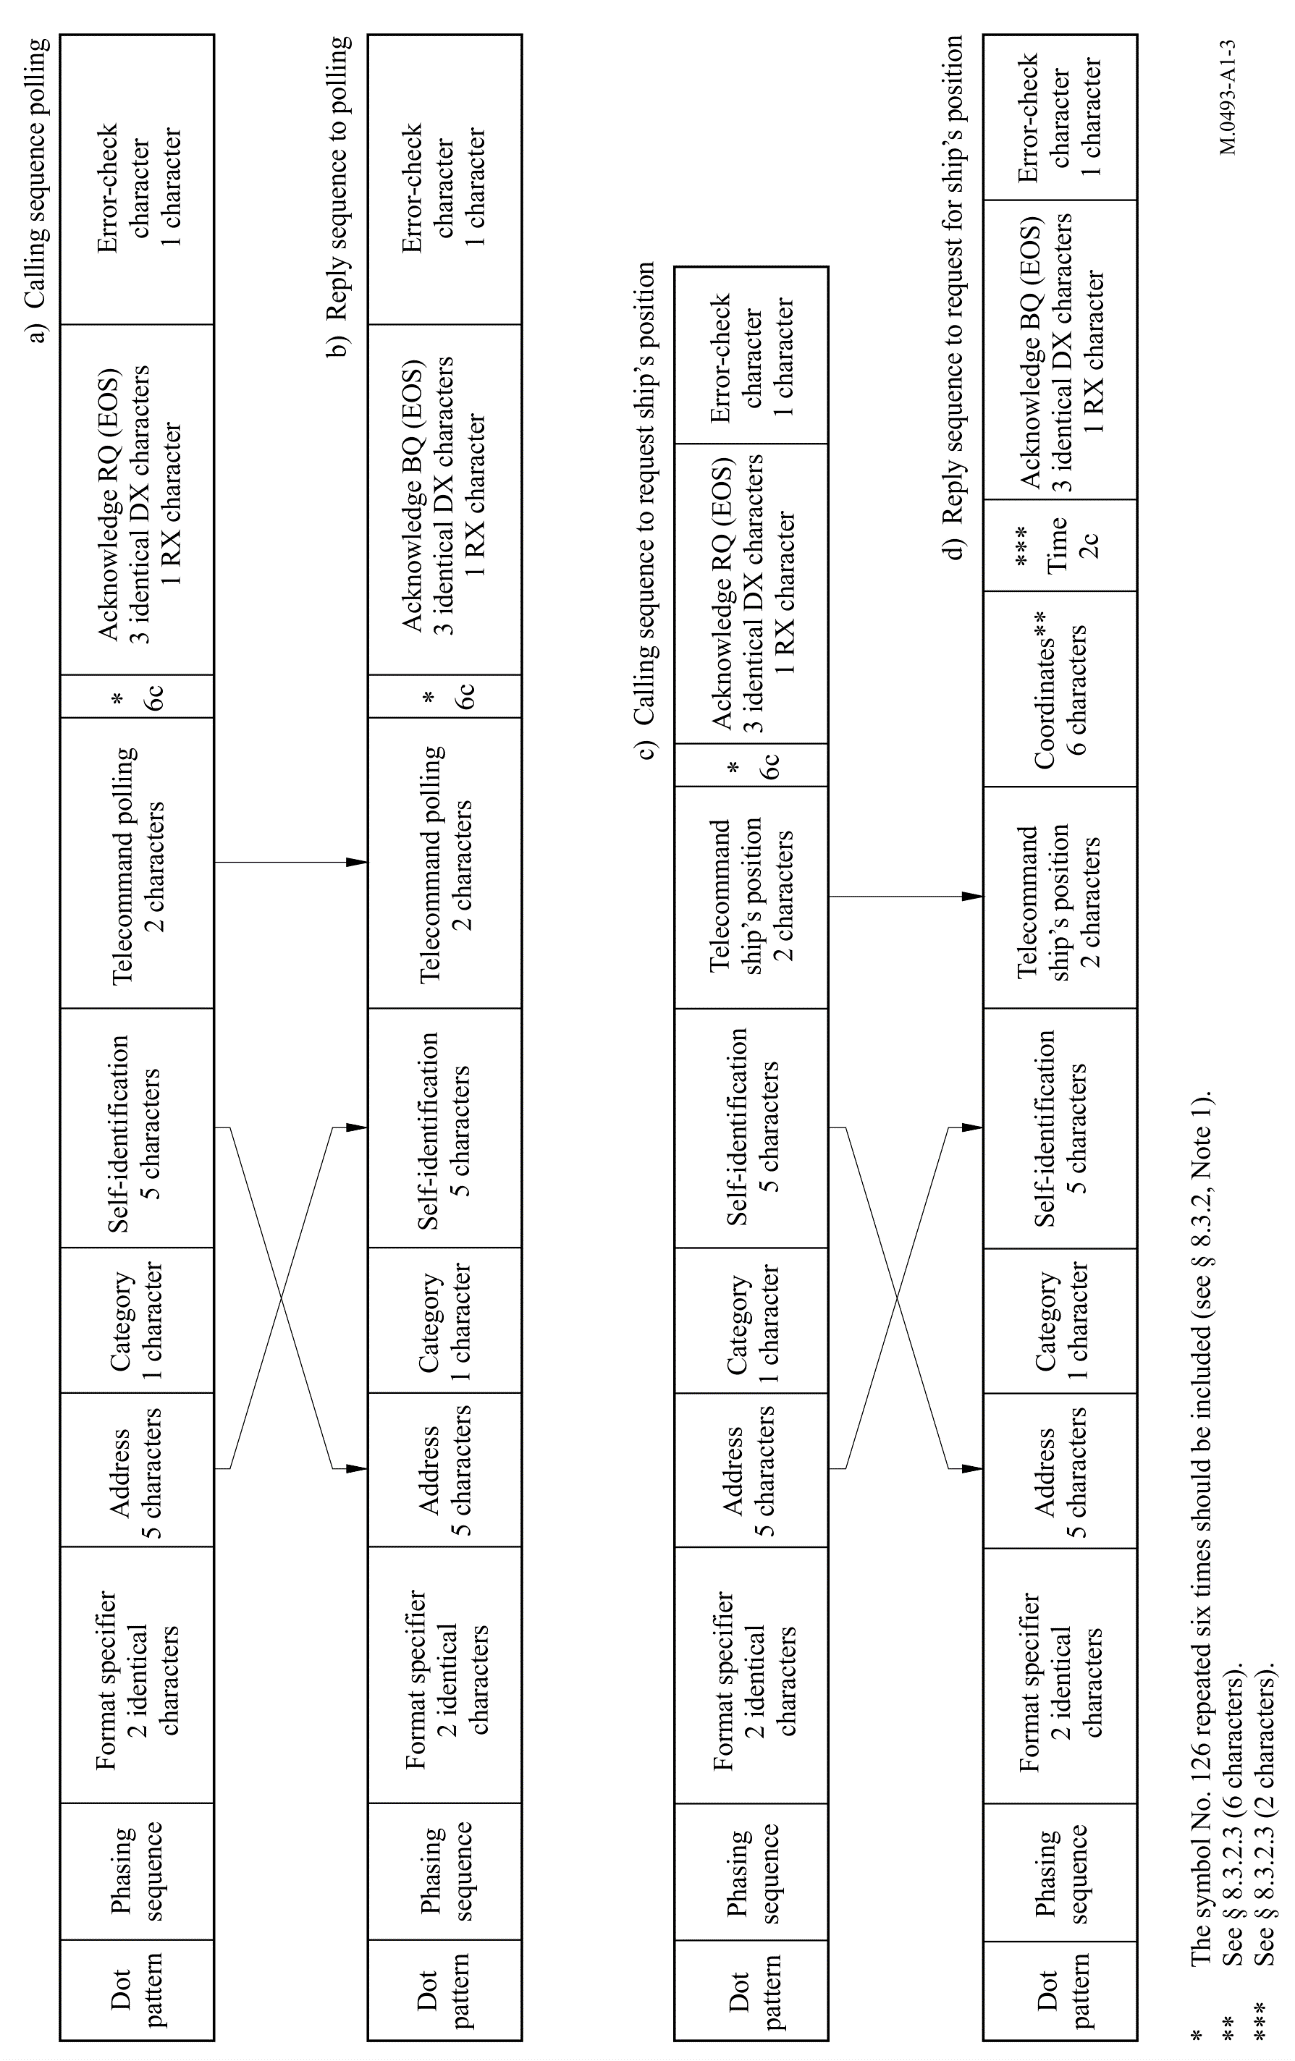 a) Calling sequence polling
Dot
pattern
Phasing
sequence
Format specifier
2 identical
characters
Address
5 characters
Category
1 character
Self-identification
5 characters
Telecommand polling
2 characters
*
6c
Acknowledge RQ (EOS)
3 identical DX characters
1 RX character
Error-check
character
1 character
b) Reply sequence to polling
Dot
pattern
Phasing
sequence
Format specifier
2 identical
characters
Address
5 characters
Category
1 character
Self-identification
5 characters
Telecommand polling
2 characters
*
6c
Acknowledge BQ (EOS)
3 identical DX characters
1 RX character
Error-check
character
1 character
c) Calling sequence to request ship's position
Dot
pattern
Phasing
sequence
Format specifier
2 identical
characters
Address
5 characters
Category
1 character
Self-identification
5 characters
Telecommand
ship's position
2 characters
*
6c
Acknowledge RQ (EOS)
3 identical DX characters
1 RX character
Error-check
character
1 character
d) Reply sequence to request for ship's position
Dot
pattern
Phasing
sequence
Format specifier
2 identical
characters
Address
5 characters
Category
1 character
Self-identification
5 characters
Telecommand
ship's position
2 characters
Coordinates**
6 characters
***
Time
2c
Acknowledge BQ (EOS)
3 identical DX characters
1 RX character
Error-check
character
1 character
* The symbol No. 126 repeated six times should be included (see § 8.3.2, Note 1).
** See § 8.3.2.3 (6 characters).
*** See § 8.3.2.3 (2 characters).
M.0493-A1-3